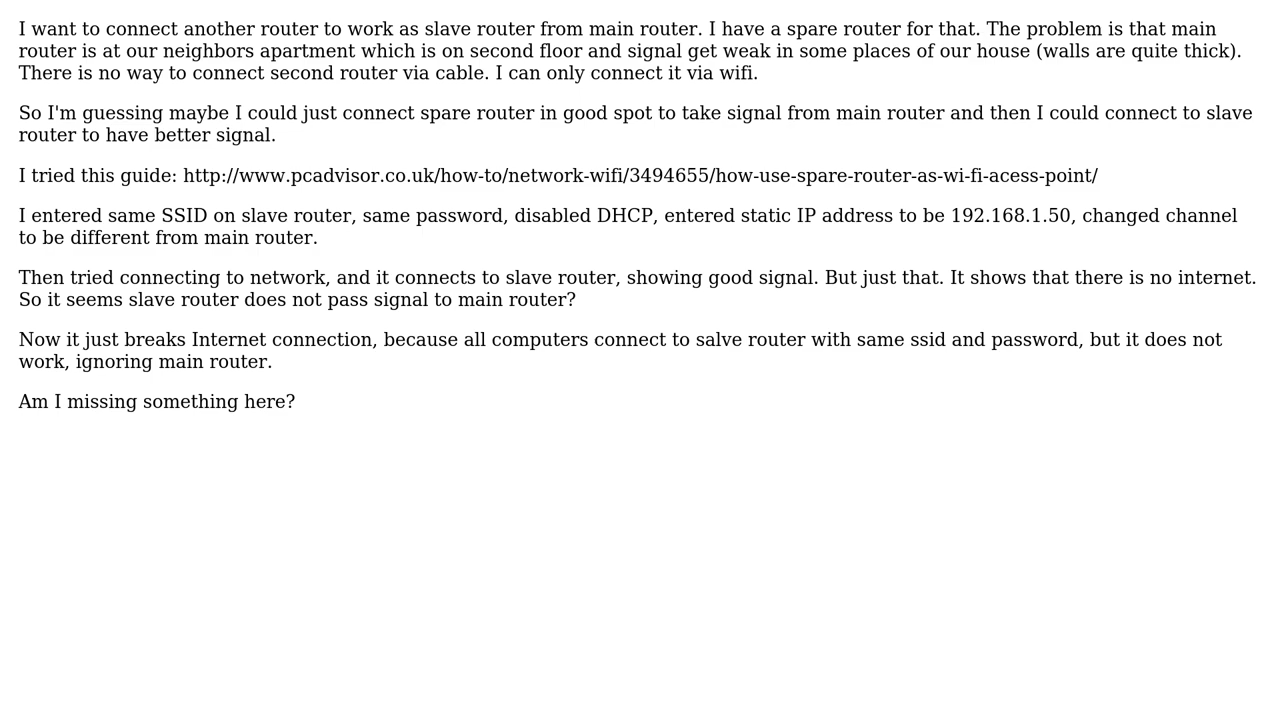 I want to connect another router to work as slave router from main router. I have a spare router for that. The problem is that main
router is at our neighbors apartment which is on second floor and signal get weak in some places of our house (walls are quite thick).
There is no way to connect second router via cable. I can only connect it via wifi.
So I'm guessing maybe I could just connect spare router in good spot to take signal from main router and then I could connect to slave
router to have better signal.
I tried this guide: http://www.pcadvisor.co.uk/how-to/network-wifi/3494655/how-use-spare-router-as-wi-fi-acess-point/
I entered same SSID on slave router, same password, disabled DHCP, entered static IP address to be 192.168.1.50, changed channel
to be different from main router.
Then tried connecting to network, and it connects to slave router, showing good signal. But just that. It shows that there is no internet.
So it seems slave router does not pass signal to main router?
Now it just breaks Internet connection, because all computers connect to salve router with same ssid and password, but it does not
work, ignoring main router.
Am I missing something here?